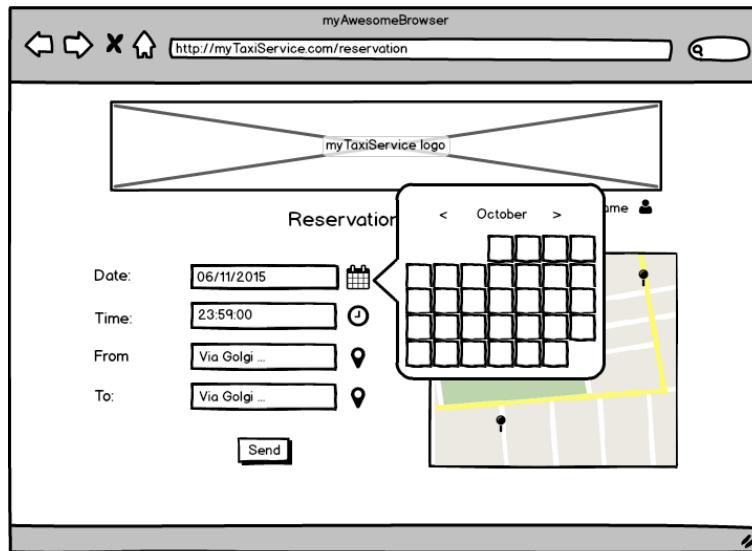 myAwesomeBrowser
http://myTaxiService.com/reservation
myTaxiService logo
Reservation
< October >
Date:
06/11/2015
Time:
23:59:00
From
Via Golgi ...
To:
Via Golgi ...
Send